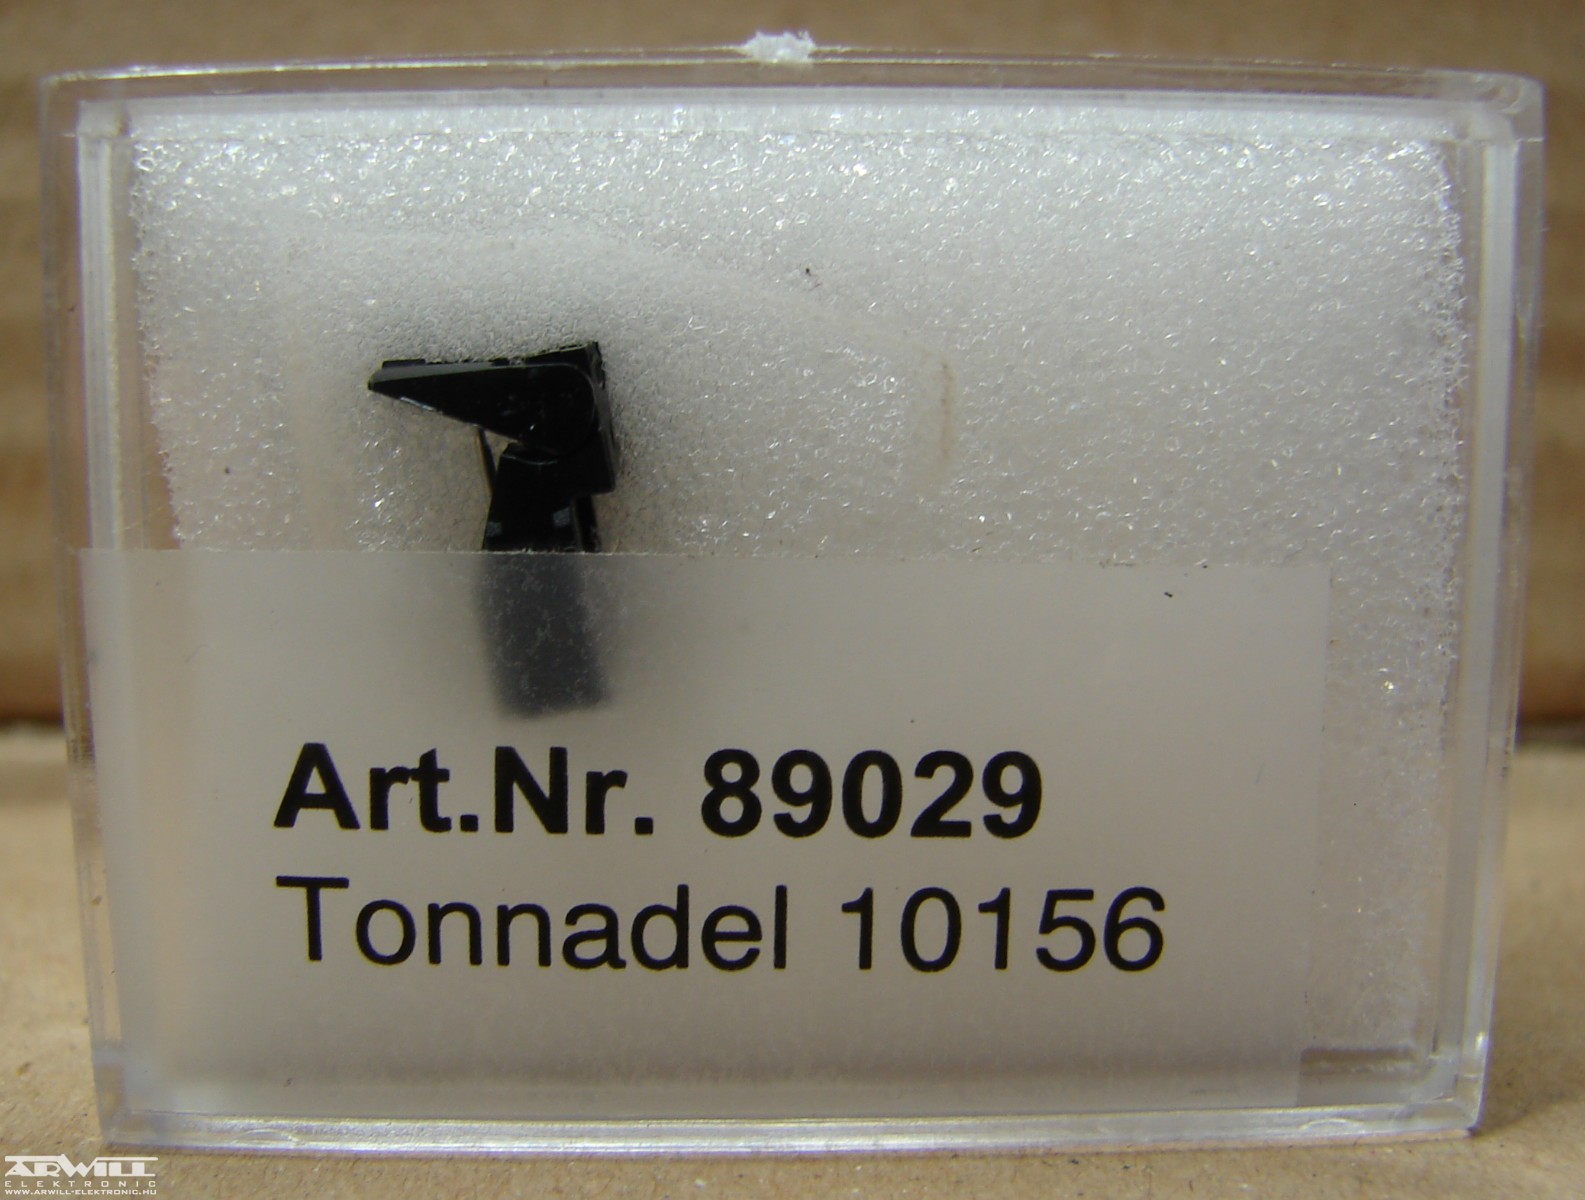 Art.Nr. 89029
Tonnadel 10156
ARWILL
ELEKTRONIC
WWW.ARWILL-ELEKTRONIC.HU